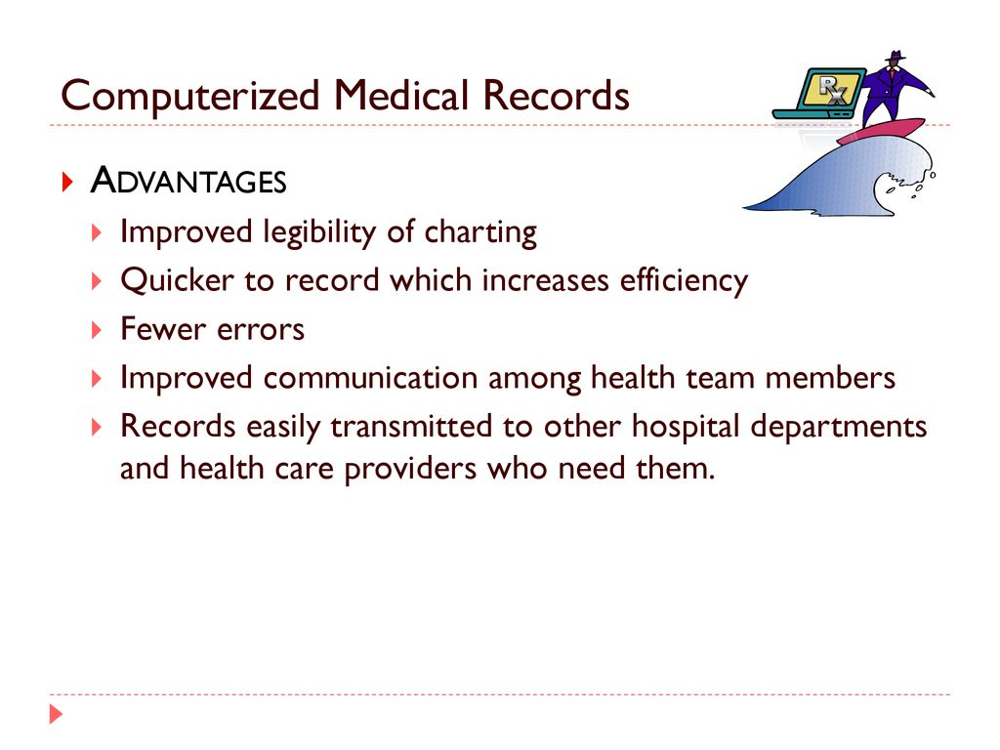 Computerized Medical Records
RX
ADVANTAGES
Improved legibility of charting
Quicker to record which increases efficiency
Fewer errors
Improved communication among health team members
Records easily transmitted to other hospital departments
and health care providers who need them.